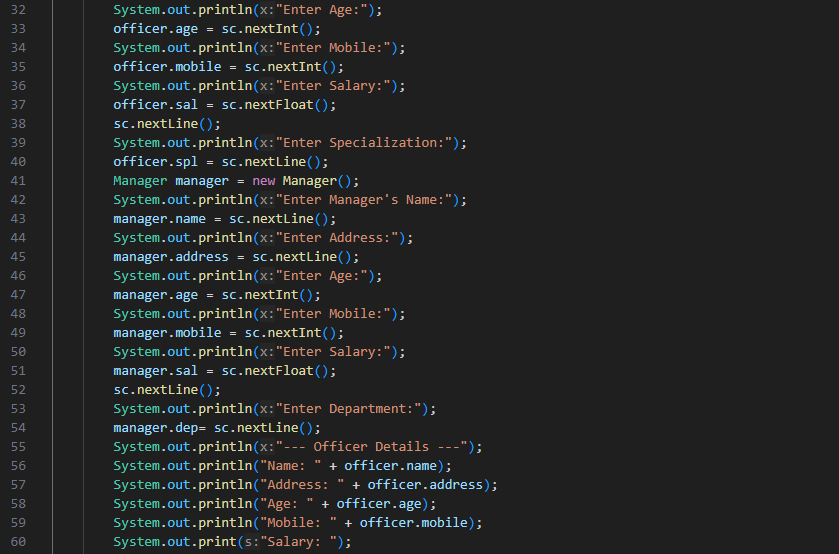 32 System.out.println(x:"Enter Age:");
33 officer.age = sc.nextInt();
34 System.out.println(x:"Enter Mobile:");
35 officer.mobile = sc.nextInt();
36 System.out.println(x:"Enter Salary:");
37 officer.sal = sc.nextFloat();
38 sc.nextLine();
39 System.out.println(x:"Enter Specialization:");
40 officer.spl = sc.nextLine();
41 Manager manager = new Manager();
42 System.out.println(x:"Enter Manager's Name:");
43 manager.name = sc.nextLine();
44 System.out.println(x:"Enter Address:");
45 manager.address = sc.nextLine();
46 System.out.println(x:"Enter Age:");
47 manager.age = sc.nextInt();
48 System.out.println(x:"Enter Mobile:");
49 manager.mobile = sc.nextInt();
50 System.out.println(x:"Enter Salary:");
51 manager.sal = sc.nextFloat();
52 sc.nextLine();
53 System.out.println(x:"Enter Department:");
54 manager.dep= sc.nextLine();
55 System.out.println(x:"--- Officer Details ---");
56 System.out.println("Name: " + officer.name);
57 System.out.println("Address: " + officer.address);
58 System.out.println("Age: " + officer.age);
59 System.out.println("Mobile: " + officer.mobile);
60 System.out.print(s:"Salary: ");